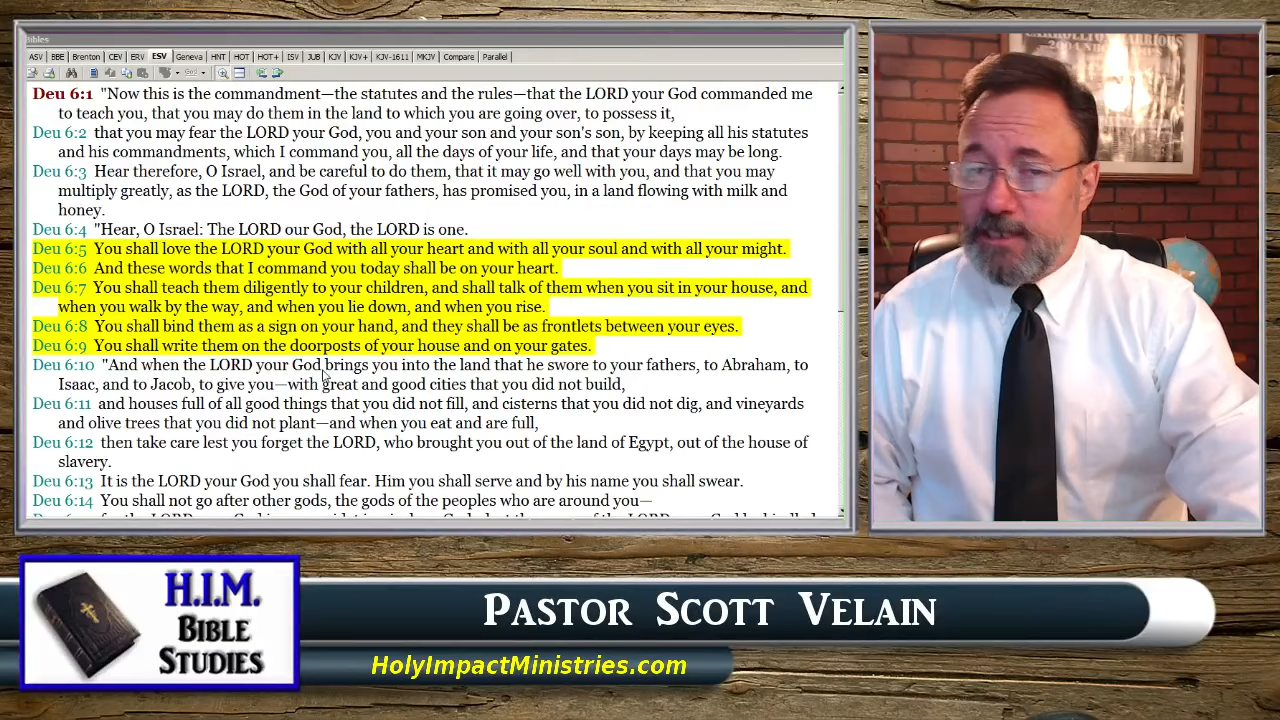 Bibles
ASV BBE Brenton CEV ERV ESV Geneva HNT HOT HOT+ ISV JUB KJV KJV+ KJV-1611 MKJV Compare Parallel
Deu 6:1 "Now this is the commandment—the statutes and the rules—that the LORD your God commanded me
to teach you, that you may do them in the land to which you are going over, to possess it,
Deu 6:2 that you may fear the LORD your God, you and your son and your son's son, by keeping all his statutes
and his commandments, which I command you, all the days of your life, and that your days may be long.
Deu 6:3 Hear therefore, O Israel, and be careful to do them, that it may go well with you, and that you may
multiply greatly, as the LORD, the God of your fathers, has promised you, in a land flowing with milk and
honey.
Deu 6:4 "Hear, O Israel: The LORD our God, the LORD is one.
Deu 6:5 You shall love the LORD your God with all your heart and with all your soul and with all your might.
Deu 6:6 And these words that I command you today shall be on your heart.
Deu 6:7 You shall teach them diligently to your children, and shall talk of them when you sit in your house, and
when you walk by the way, and when you lie down, and when you rise.
Deu 6:8 You shall bind them as a sign on your hand, and they shall be as frontlets between your eyes.
Deu 6:9 You shall write them on the doorposts of your house and on your gates.
Deu 6:10 "And when the LORD your God brings you into the land that he swore to your fathers, to Abraham, to
Isaac, and to Jacob, to give you—with great and good cities that you did not build,
Deu 6:11 and houses full of all good things that you did not fill, and cisterns that you did not dig, and vineyards
and olive trees that you did not plant—and when you eat and are full,
Deu 6:12 then take care lest you forget the LORD, who brought you out of the land of Egypt, out of the house of
slavery.
Deu 6:13 It is the LORD your God you shall fear. Him you shall serve and by his name you shall swear.
Deu 6:14 You shall not go after other gods, the gods of the peoples who are around you—
H.I.M.
BIBLE
STUDIES
PASTOR SCOTT VELAIN
HolyImpactMinistries.com